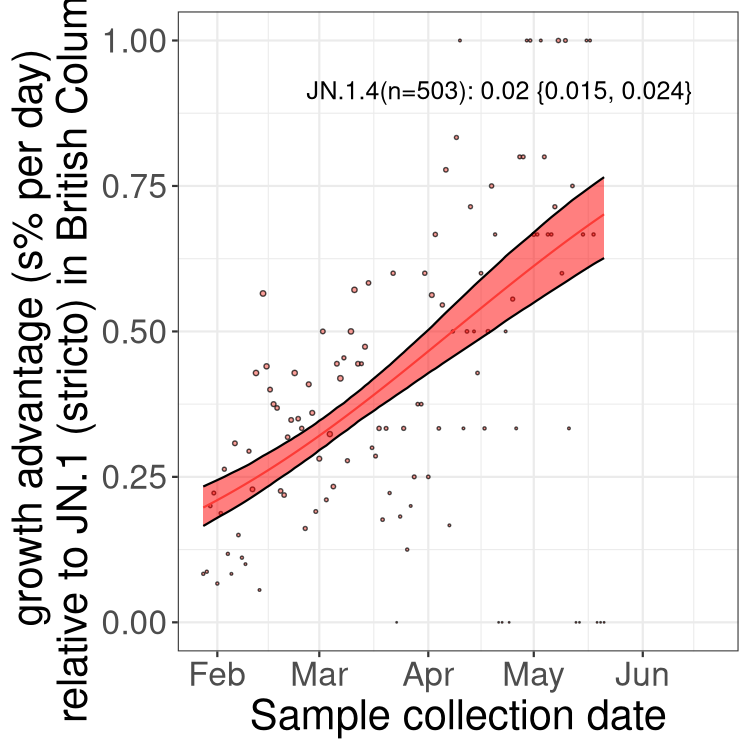 growth advantage (s% per day)
relative to JN.1 (stricto) in British Colum
1.00
0.75
0.50
0.25
0.00
JN.1.4(n=503): 0.02 {0.015, 0.024}
Feb Mar Apr May Jun
Sample collection date